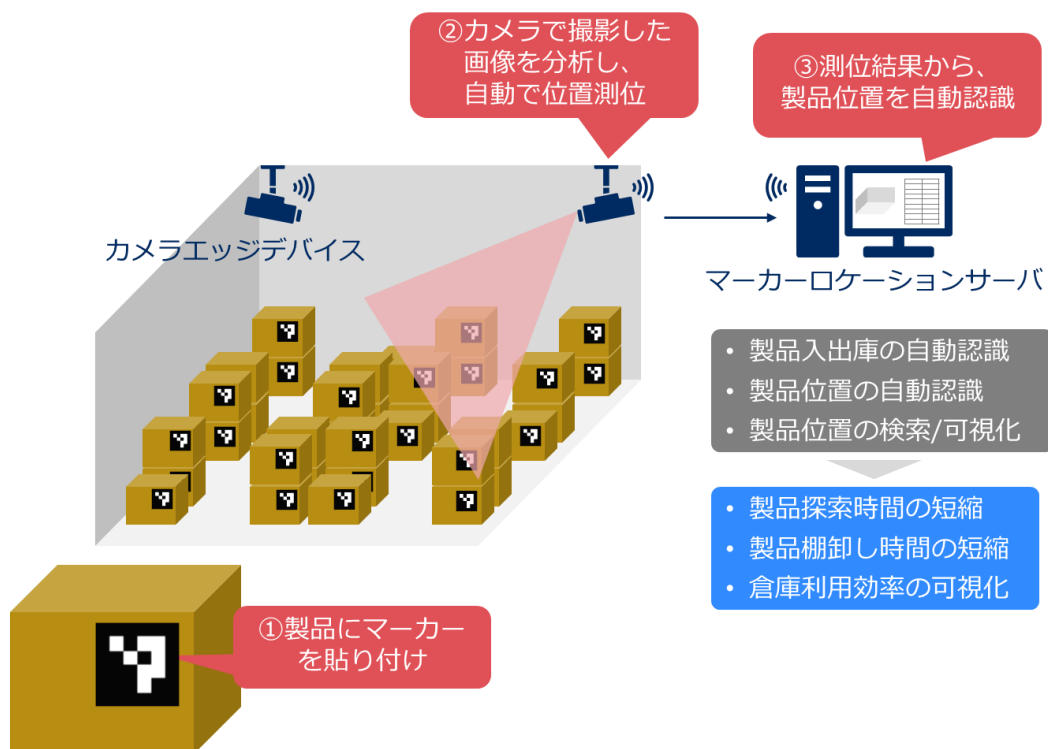 ②カメラで撮影した
画像を分析し、
自動で位置測位
③測位結果から、
製品位置を自動認識
カメラエッジデバイス
マーカーロケーションサーバ
• 製品入出庫の自動認識
• 製品位置の自動認識
• 製品位置の検索/可視化
• 製品探索時間の短縮
• 製品棚卸し時間の短縮
• 倉庫利用効率の可視化
①製品にマーカー
を貼り付け